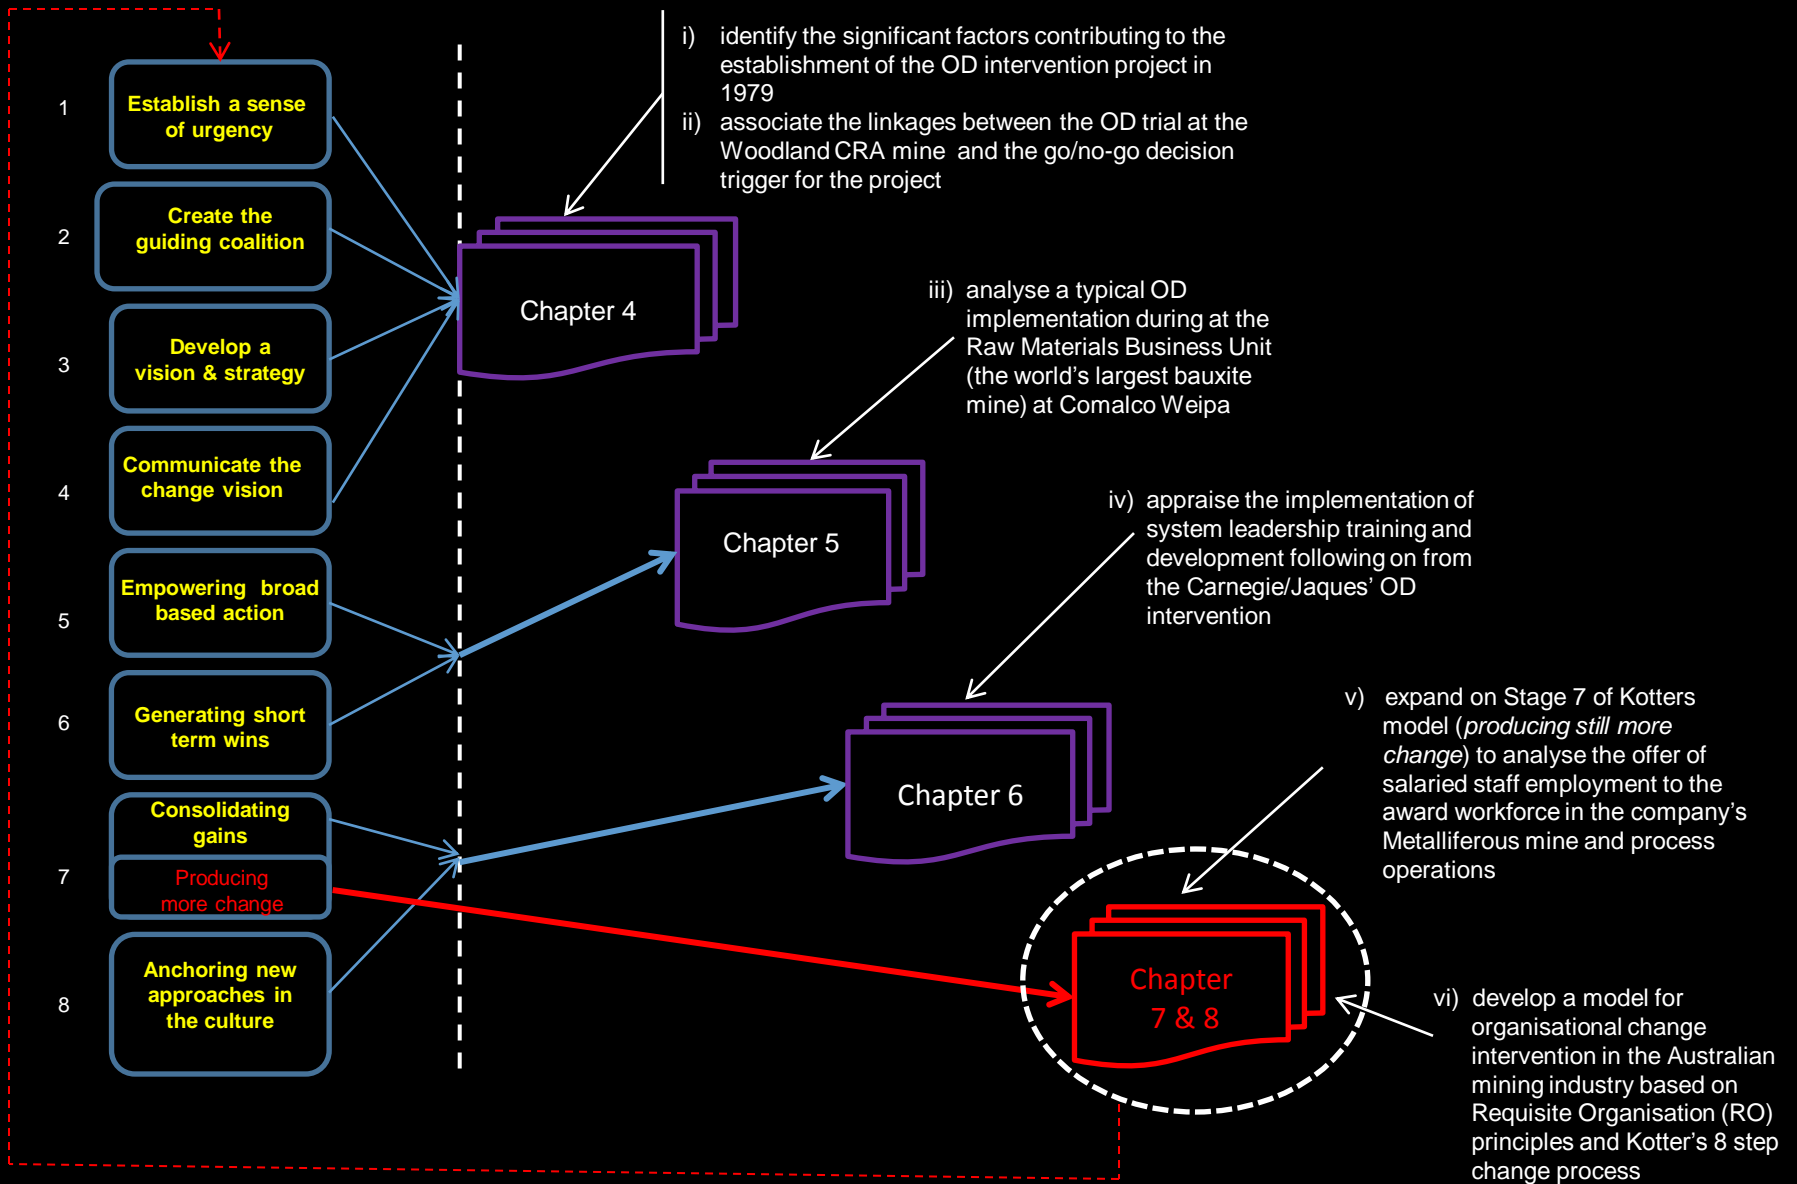 1
Establish a sense
of urgency
2
Create the
guiding coalition
3
Develop a
vision & strategy
4
Communicate the
change vision
5
Empowering broad
based action
6
Generating short
term wins
Consolidating
gains
7
Producing
more change
8
Anchoring new
approaches in
the culture
i) identify the significant factors contributing to the
establishment of the OD intervention project in
1979
ii) associate the linkages between the OD trial at the
Woodland CRA mine and the go/no-go decision
trigger for the project
Chapter 4
iii) analyse a typical OD
implementation during at the
Raw Materials Business Unit
(the world's largest bauxite
mine) at Comalco Weipa
Chapter 5
iv) appraise the implementation of
system leadership training and
development following on from
the Carnegie/Jaques' OD
intervention
Chapter 6
v) expand on Stage 7 of Kotters
model (producing still more
change) to analyse the offer of
salaried staff employment to the
award workforce in the company's
Metalliferous mine and process
operations
Chapter
7 & 8
vi) develop a model for
organisational change
intervention in the Australian
mining industry based on
Requisite Organisation (RO)
principles and Kotter's 8 step
change process